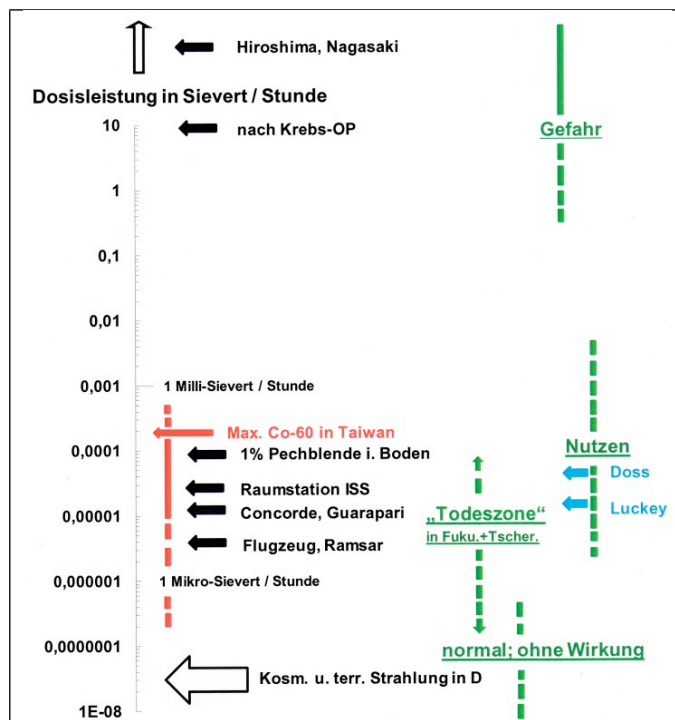 Hiroshima, Nagasaki
Dosisleistung in Sievert / Stunde
10
nach Krebs-OP
Gefahr
1
0,1
0,01
0,001
1 Milli-Sievert / Stunde
Max. Co-60 in Taiwan
0,0001
1% Pechblende i. Boden
Nutzen
Doss
Raumstation ISS
0,00001
Concorde, Guarapari
„Todeszone“
Luckey
in Fuku.+Tscher.
Flugzeug, Ramsar
0,000001
1 Mikro-Sievert / Stunde
0,0000001
normal; ohne Wirkung
Kosm. u. terr. Strahlung in D
1E-08